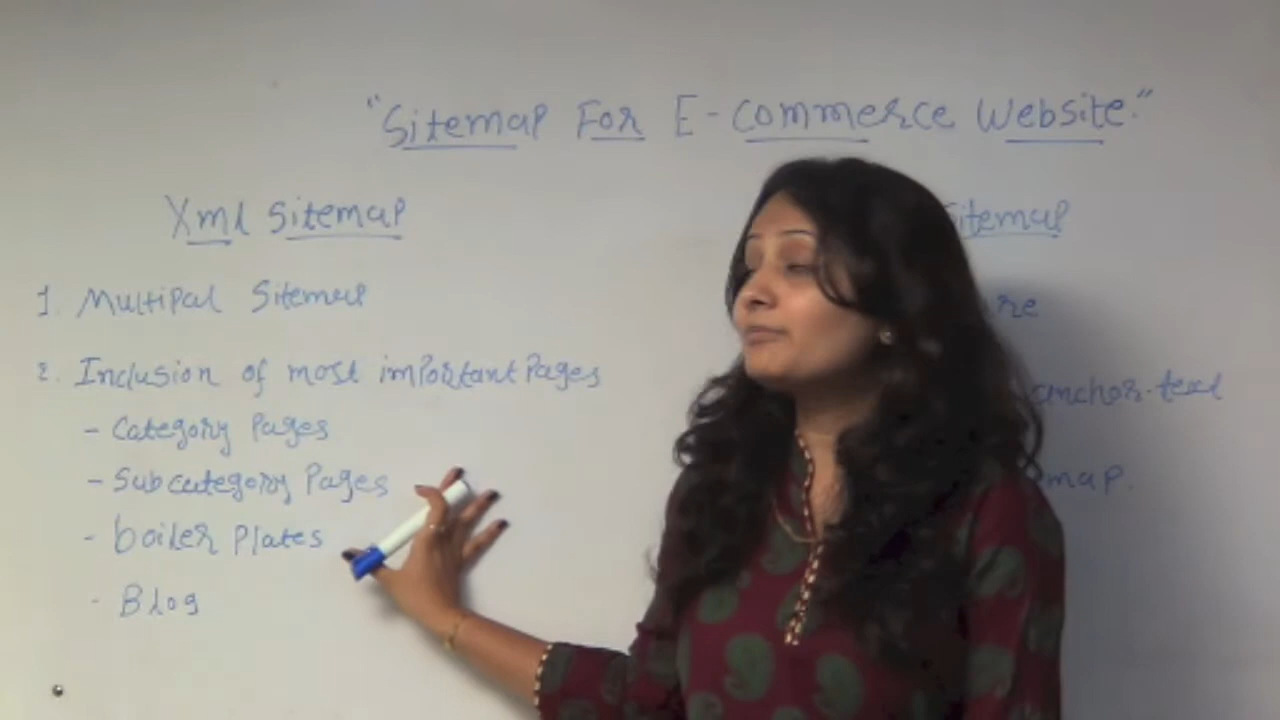 "Sitemap For E-commerce Website."
Xml Sitemap
1. Multipal Sitemap
2. Inclusion of most important Pages
- Category Pages
- Subcategory Pages
- boiler Plates
- Blog
Sitemap
anchor-text